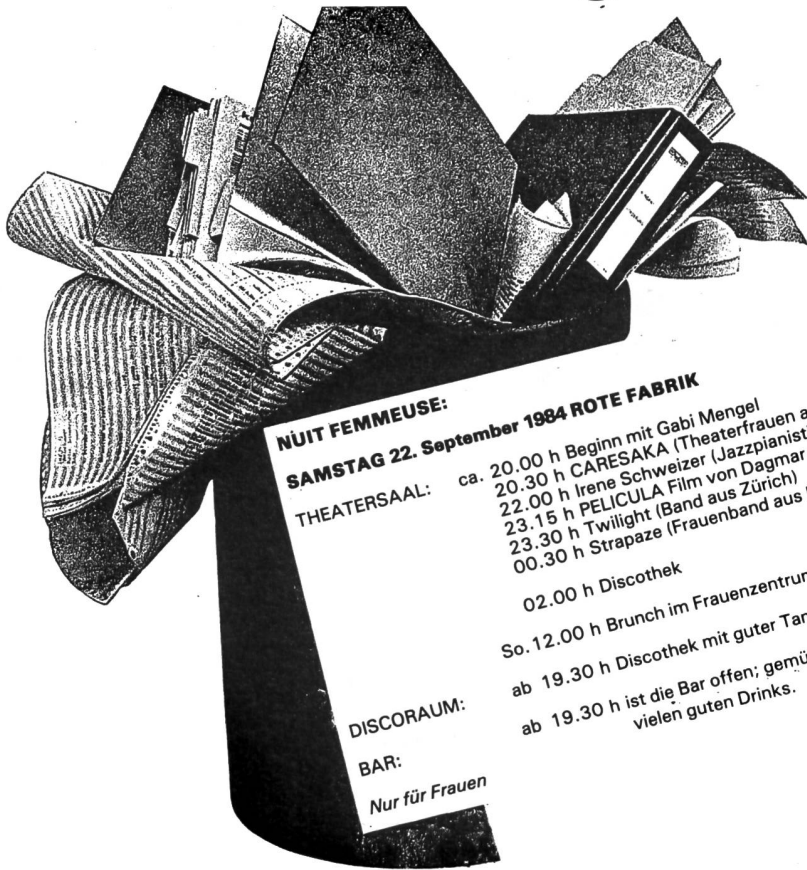 NUIT FEMMEUSE:
SAMSTAG 22. September 1984 ROTE FABRIK
THEATERSAAL: ca. 20.00 h Beginn mit Gabi Mengel
20.30 h CARESAKA (Theaterfrauen a
22.00 h Irene Schweizer (Jazzpianist
23.15 h PELICULA Film von Dagmar
23.30 h Twilight (Band aus Zürich)
00.30 h Strapaze (Frauenband aus
02.00 h Discothek
So. 12.00 h Brunch im Frauenzentrum
DISCORAUM: ab 19.30 h Discothek mit guter Tan
BAR: ab 19.30 h ist die Bar offen; gemü
vielen guten Drinks.
Nur für Frauen